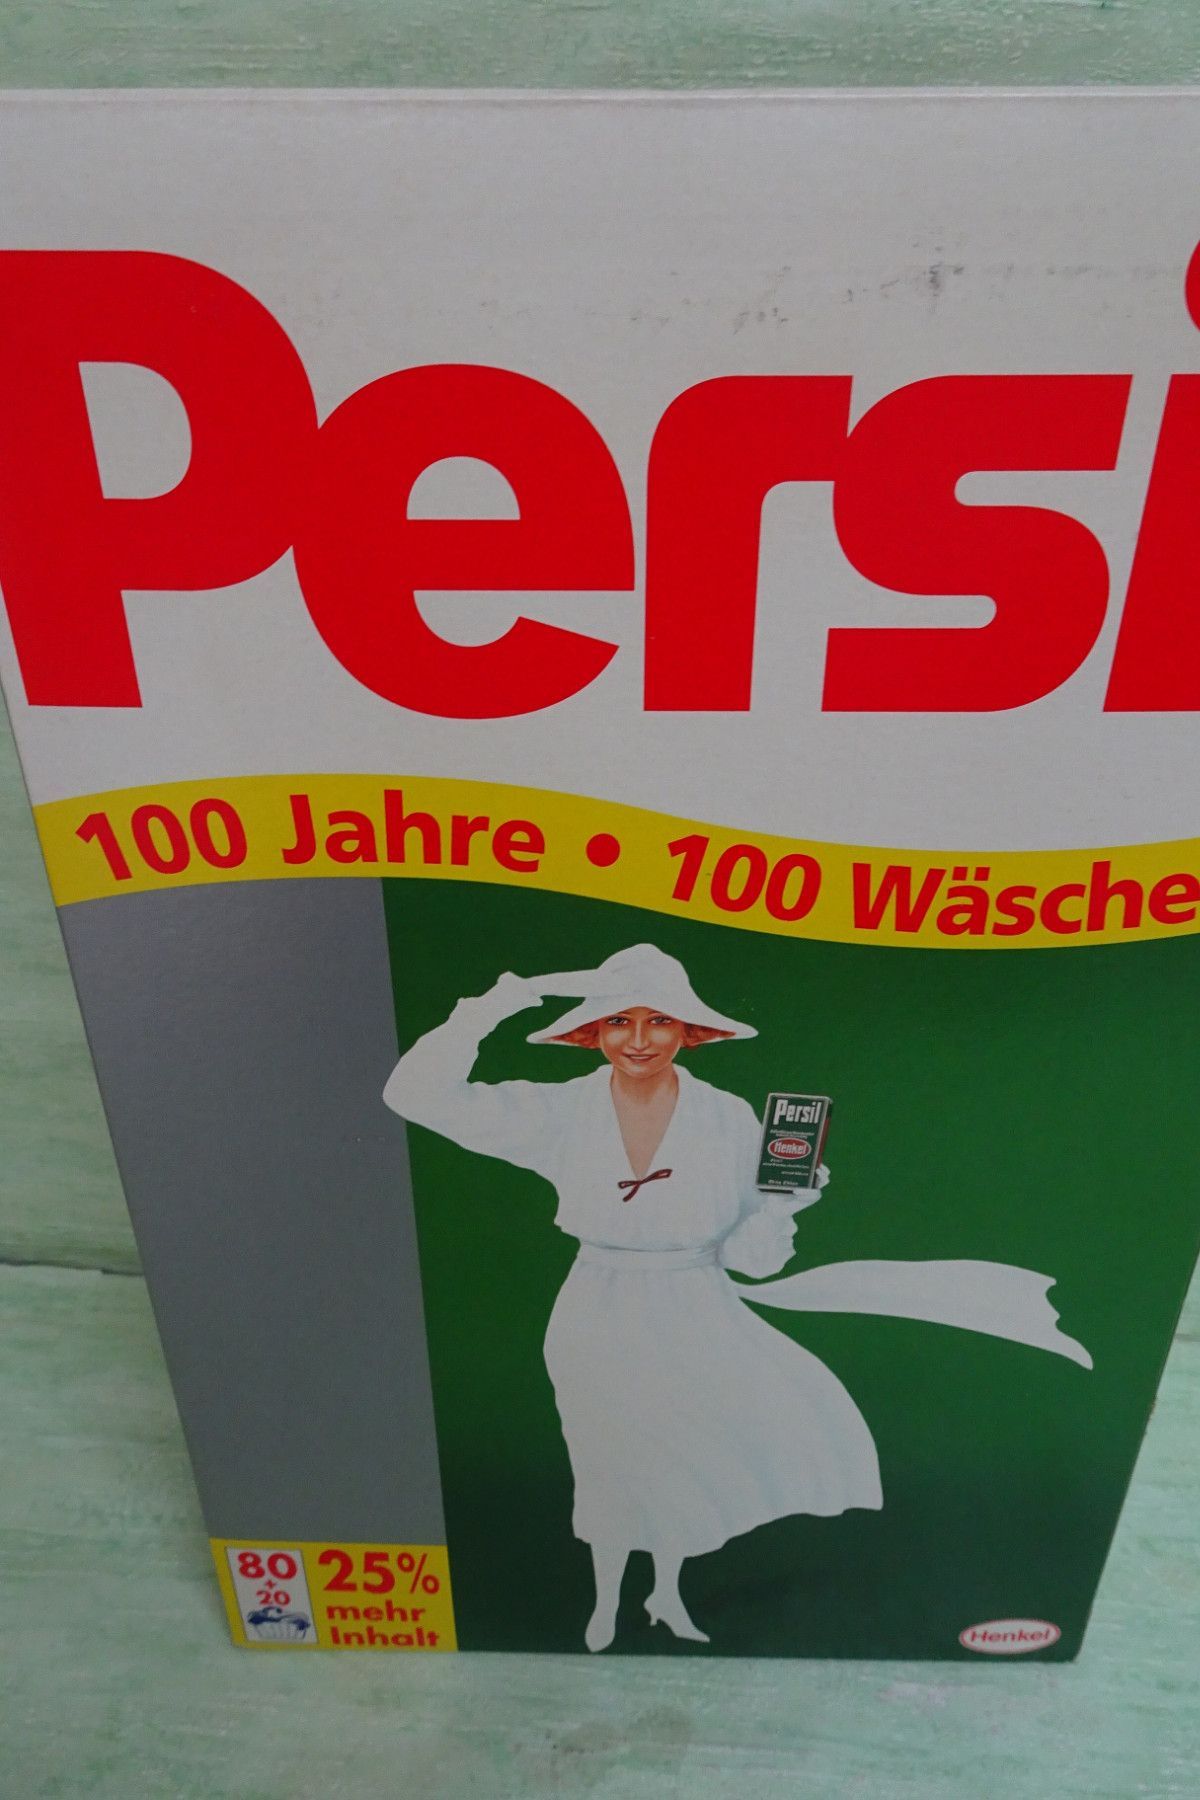 Persi
100 Jahre • 100 Wäsche
Persil
Henkel
80 25%
+
20
mehr
Inhalt
Henkel